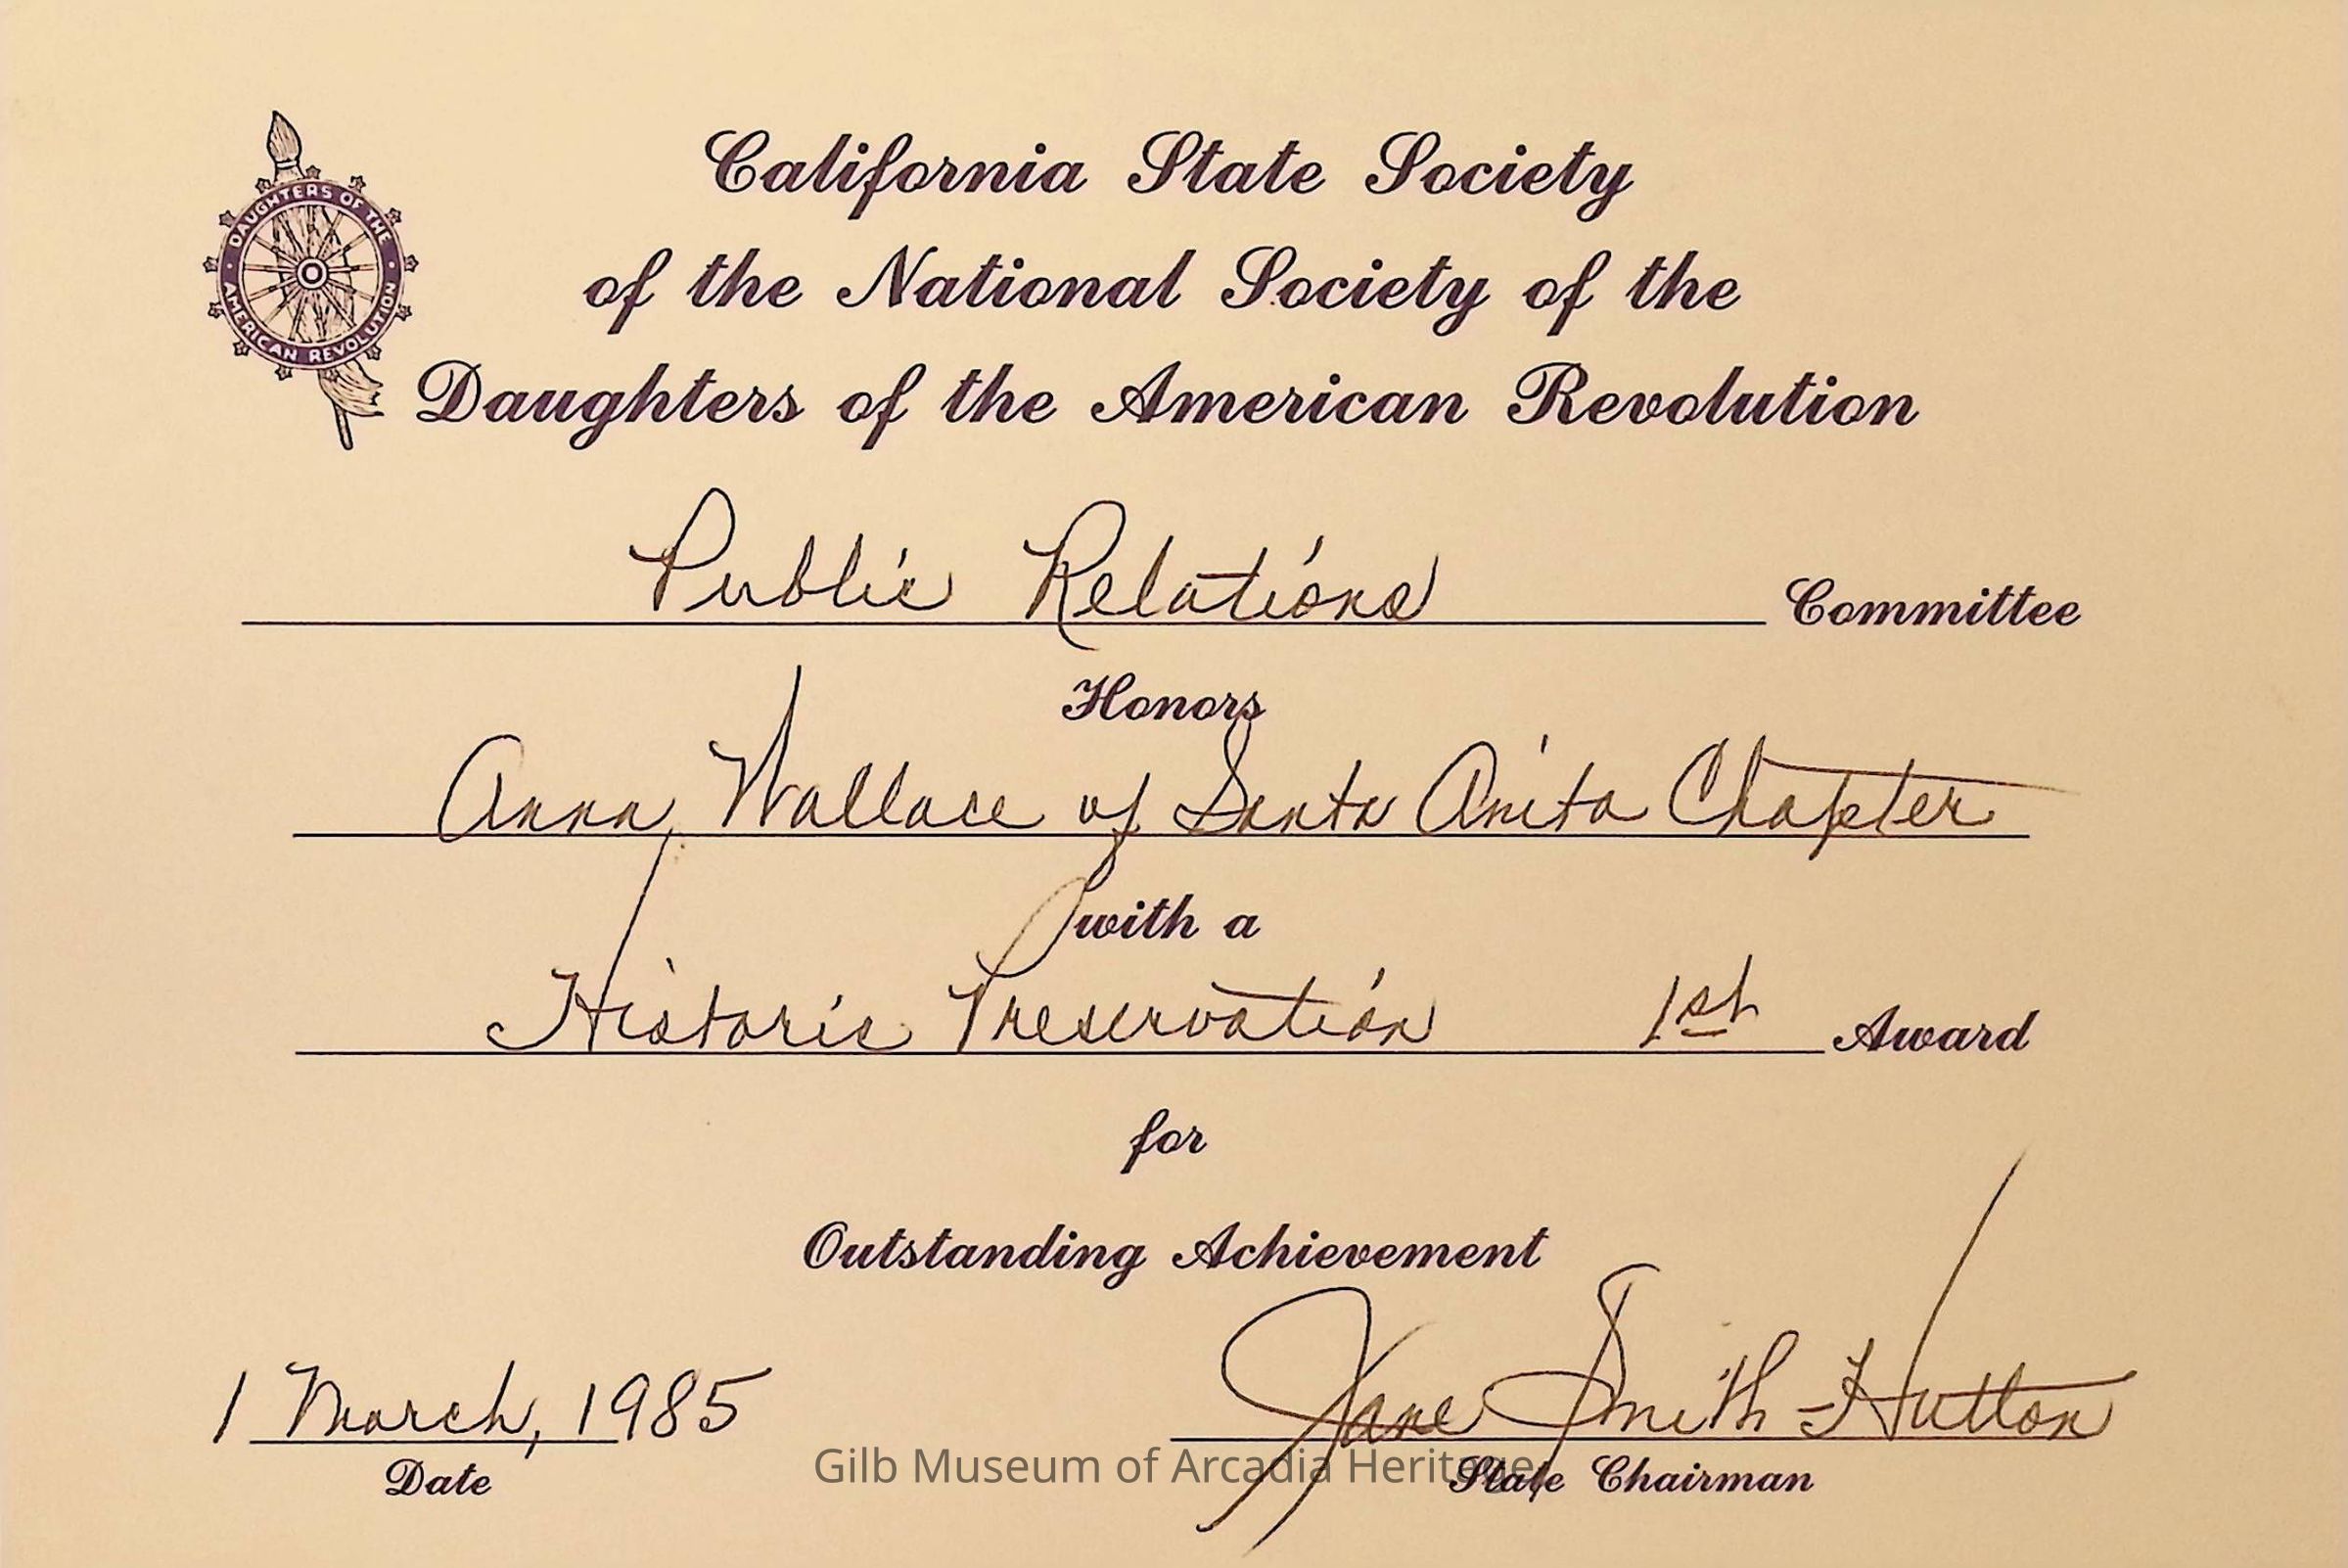 DAUGHTERS OF THE
AMERICAN REVOLUTION
California State Society
of the National Society of the
Daughters of the American Revolution
Public Relations Committee
Honors
Anna Wallace of Santa Anita Chapter
with a
Historic Preservation 1st Award
for
Outstanding Achievement
1 March, 1985 Jane Smith-Hutton
Date State Chairman
Gilb Museum of Arcadia Heritage